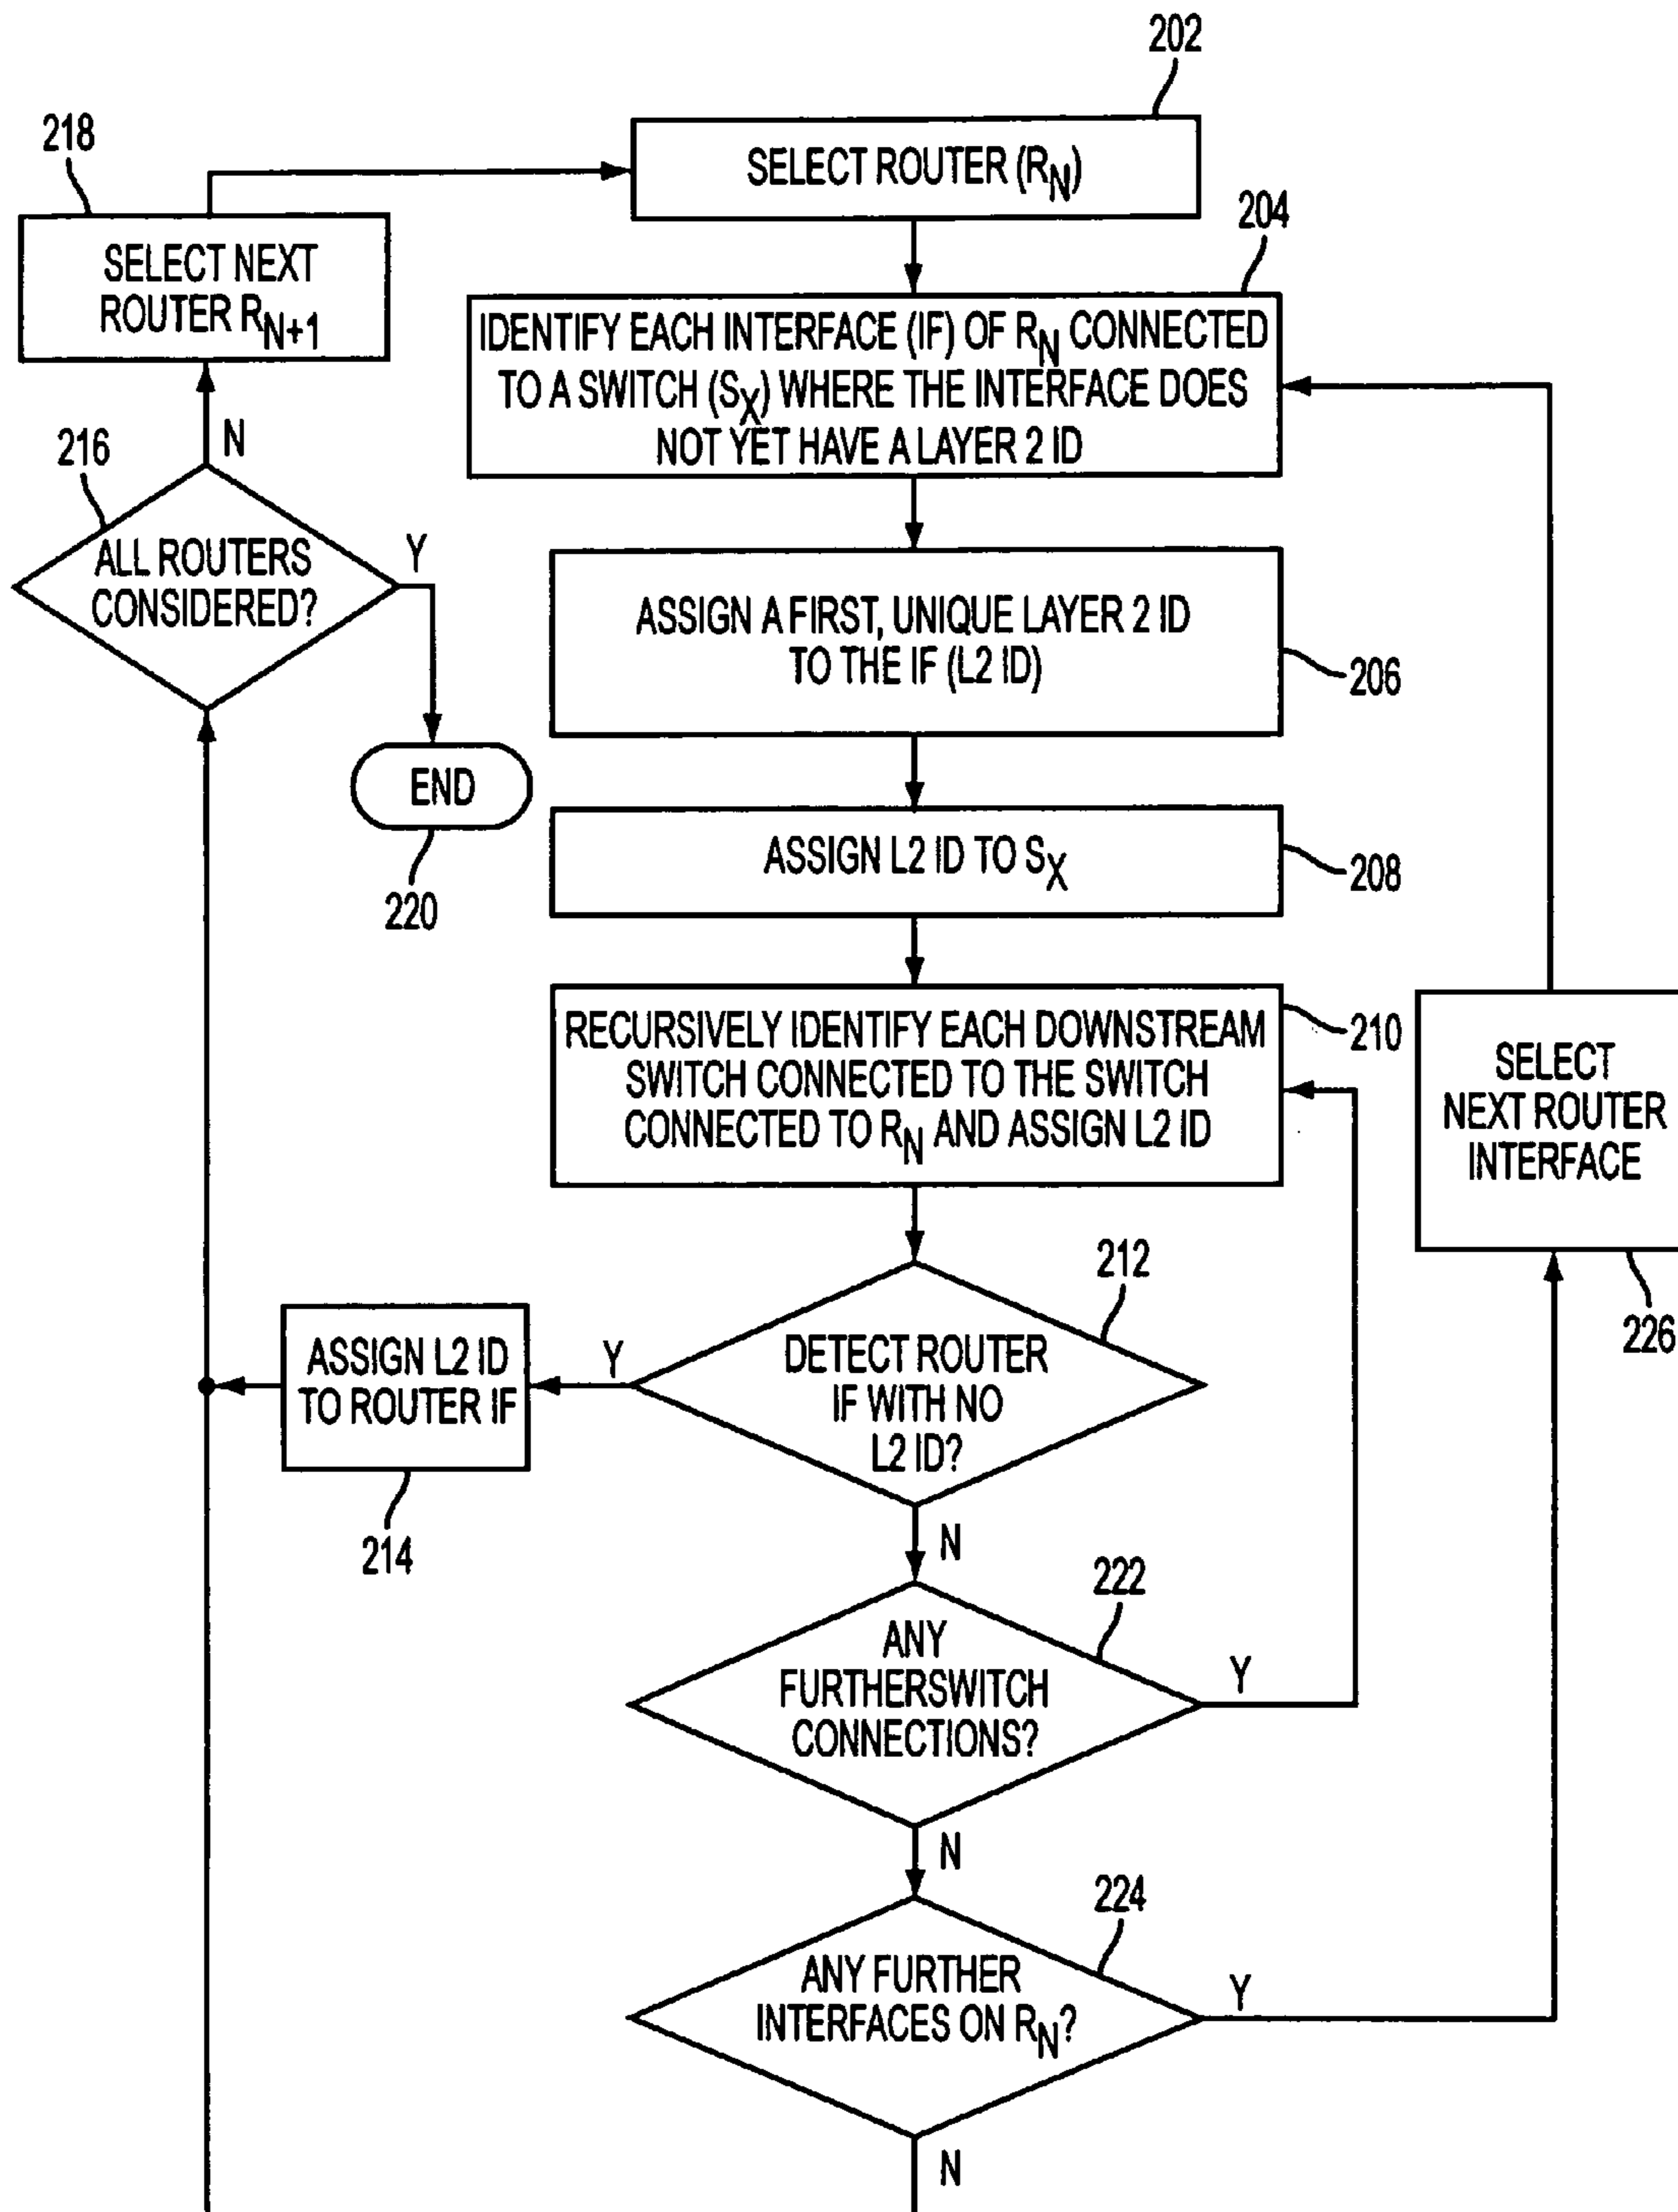 202
218
SELECT ROUTER (RN)
204
SELECT NEXT
ROUTER RN+1
IDENTIFY EACH INTERFACE (IF) OF RN CONNECTED
TO A SWITCH (SX) WHERE THE INTERFACE DOES
NOT YET HAVE A LAYER 2 ID
N
216
ALL ROUTERS
CONSIDERED?
Y
ASSIGN A FIRST, UNIQUE LAYER 2 ID
TO THE IF (L2 ID)
206
END
220
ASSIGN L2 ID TO SX
208
RECURSIVELY IDENTIFY EACH DOWNSTREAM
SWITCH CONNECTED TO THE SWITCH
CONNECTED TO RN AND ASSIGN L2 ID
210
SELECT
NEXT ROUTER
INTERFACE
226
212
DETECT ROUTER
IF WITH NO
L2 ID?
Y
ASSIGN L2 ID
TO ROUTER IF
214
N
222
ANY
FURTHERSWITCH
CONNECTIONS?
Y
N
224
ANY FURTHER
INTERFACES ON RN?
Y
N